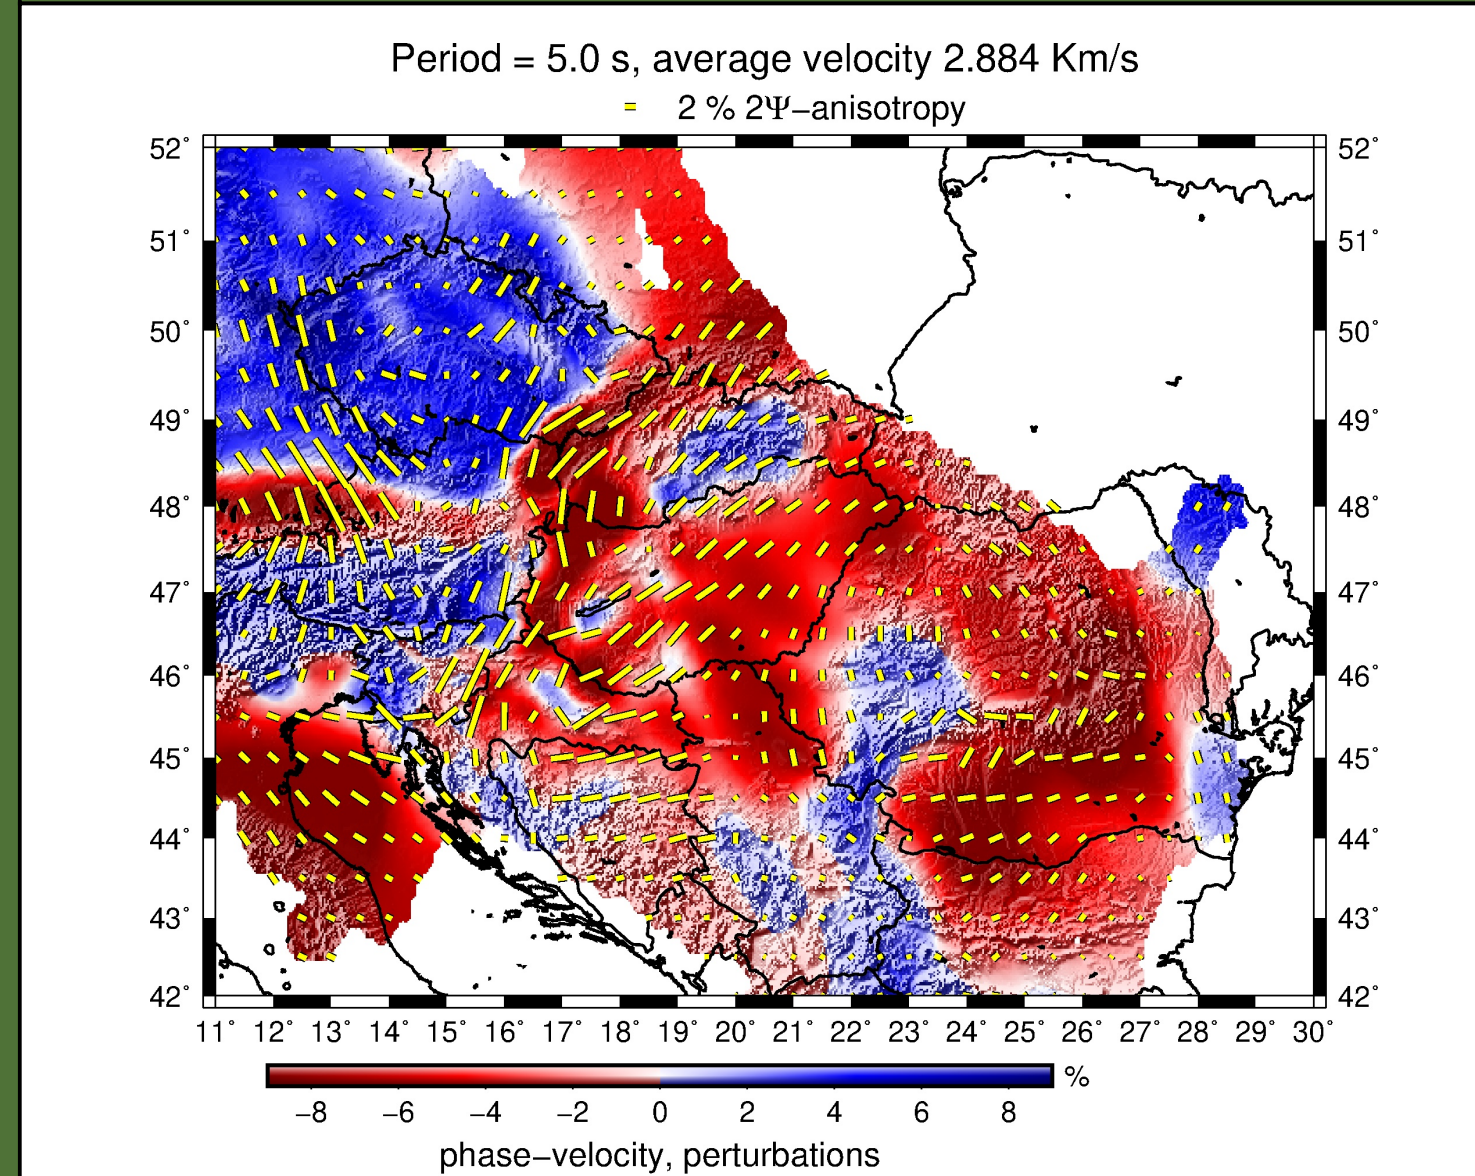 Period = 5.0 s, average velocity 2.884 Km/s
2 % 2Ψ−anisotropy
52˚ 52˚
51˚ 51˚
50˚ 50˚
49˚ 49˚
48˚ 48˚
47˚ 47˚
46˚ 46˚
45˚ 45˚
44˚ 44˚
43˚ 43˚
42˚ 42˚
11˚ 12˚ 13˚ 14˚ 15˚ 16˚ 17˚ 18˚ 19˚ 20˚ 21˚ 22˚ 23˚ 24˚ 25˚ 26˚ 27˚ 28˚ 29˚ 30˚
%
−8 −6 −4 −2 0 2 4 6 8
phase−velocity, perturbations